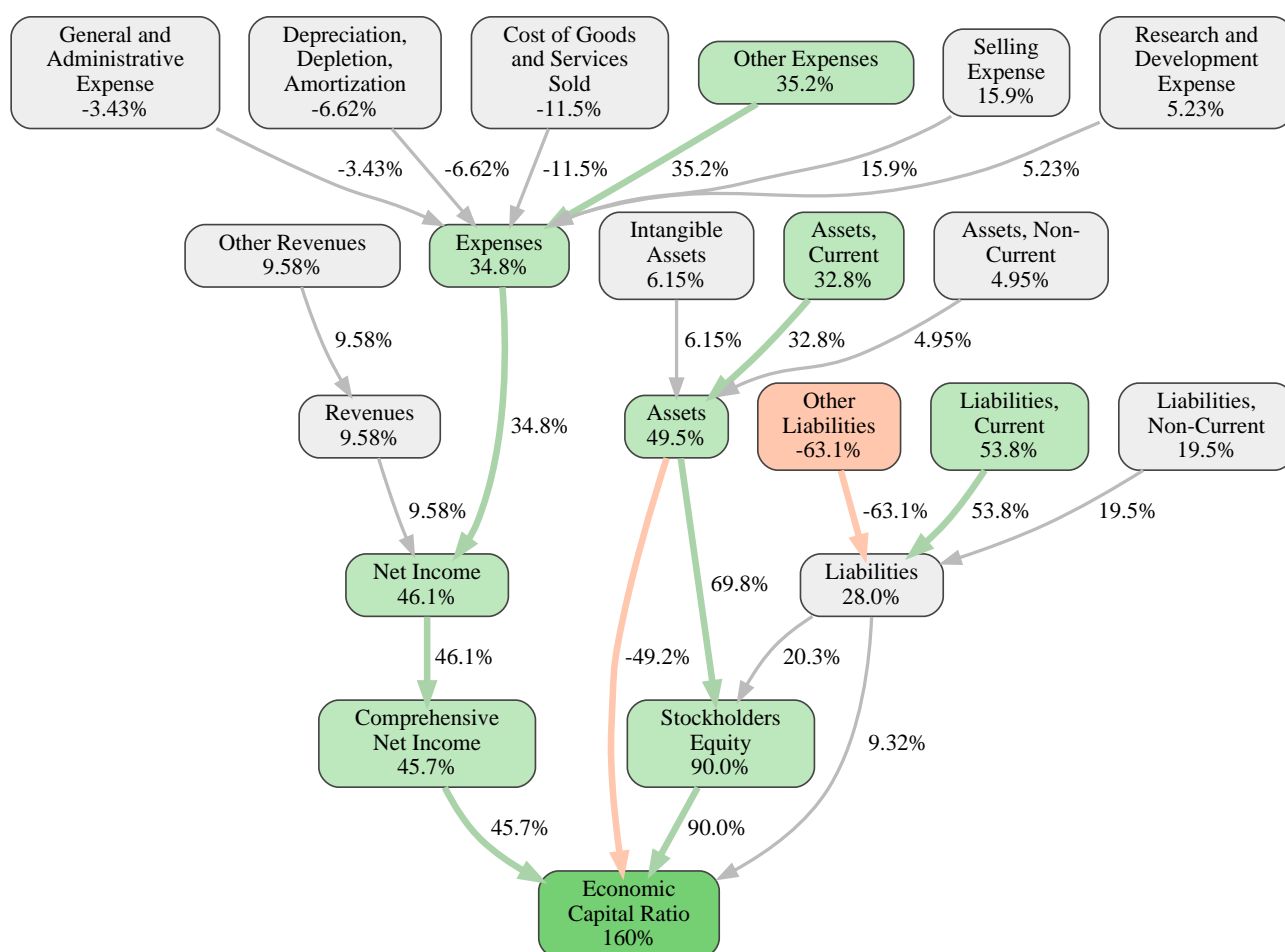 General and
Administrative
Expense
-3.43%
Depreciation,
Depletion,
Amortization
-6.62%
Cost of Goods
and Services
Sold
-11.5%
Other Expenses
35.2%
Selling
Expense
15.9%
Research and
Development
Expense
5.23%
-3.43%
-6.62%
-11.5%
35.2%
15.9%
5.23%
Other Revenues
9.58%
Expenses
34.8%
Intangible
Assets
6.15%
Assets,
Current
32.8%
Assets, Non-
Current
4.95%
9.58%
6.15%
32.8%
4.95%
Revenues
9.58%
34.8%
Assets
49.5%
Other
Liabilities
-63.1%
Liabilities,
Current
53.8%
Liabilities,
Non-Current
19.5%
9.58%
-63.1%
53.8%
19.5%
Net Income
46.1%
69.8%
Liabilities
28.0%
46.1%
-49.2%
20.3%
Comprehensive
Net Income
45.7%
Stockholders
Equity
90.0%
9.32%
45.7%
90.0%
Economic
Capital Ratio
160%